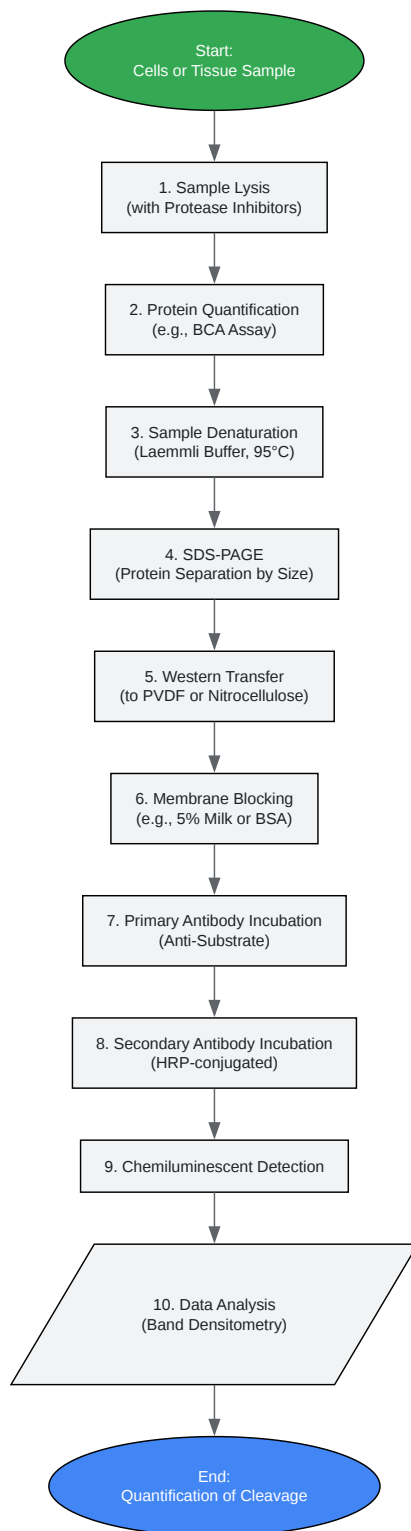 Start:
Cells or Tissue Sample
1. Sample Lysis
(with Protease Inhibitors)
2. Protein Quantification
(e.g., BCA Assay)
3. Sample Denaturation
(Laemmli Buffer, 95°C)
4. SDS-PAGE
(Protein Separation by Size)
5. Western Transfer
(to PVDF or Nitrocellulose)
6. Membrane Blocking
(e.g., 5% Milk or BSA)
7. Primary Antibody Incubation
(Anti-Substrate)
8. Secondary Antibody Incubation
(HRP-conjugated)
9. Chemiluminescent Detection
10. Data Analysis
(Band Densitometry)
End:
Quantification of Cleavage